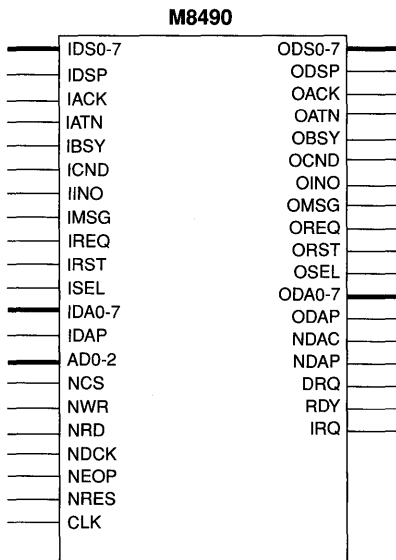 M8490
IDS0-7
IDSP
IACK
IATN
IBSY
ICND
IINO
IMSG
IREQ
IRST
ISEL
IDA0-7
IDAP
AD0-2
NCS
NWR
NRD
NDCK
NEOP
NRES
CLK
ODS0-7
ODSP
OACK
OATN
OBSY
OCND
OINO
OMSG
OREQ
ORST
OSEL
ODA0-7
ODAP
NDAC
NDAP
DRQ
RDY
IRQ